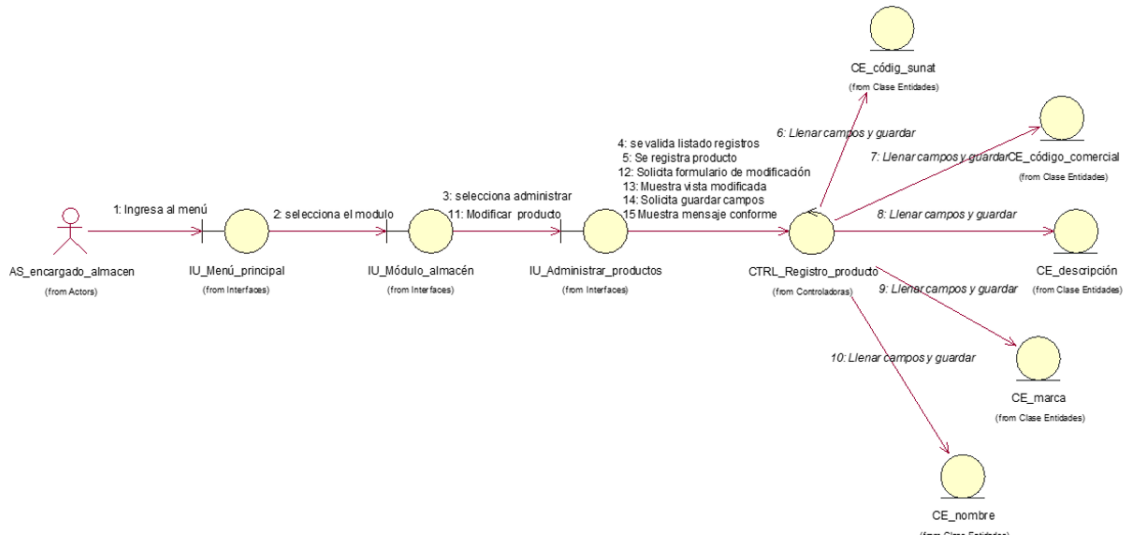 CE_códig_sunat
(from Clase Entidades)
6: Llenar campos y guardar
4: se valida listado registros
5: Se registra producto
12: Solicita formulario de modificación
13: Muestra vista modificada
14: Solicita guardar campos
15 Muestra mensaje conforme
7: Llenar campos y guardar
CE_código_comercial
(from Clase Entidades)
3: selecciona administrar
11: Modificar producto
1: Ingresa al menú
2: selecciona el modulo
8: Llenar campos y guardar
AS_encargado_almacen
(from Actors)
IU_Menú_principal
(from Interfaces)
IU_Módulo_almacén
(from Interfaces)
IU_Administrar_productos
(from Interfaces)
CTRL_Registro_producto
(from Controladoras)
CE_descripción
(from Clase Entidades)
9: Llenar campos y guardar
10: Llenar campos y guardar
CE_marca
(from Clase Entidades)
CE_nombre
(from Clase Entidades)